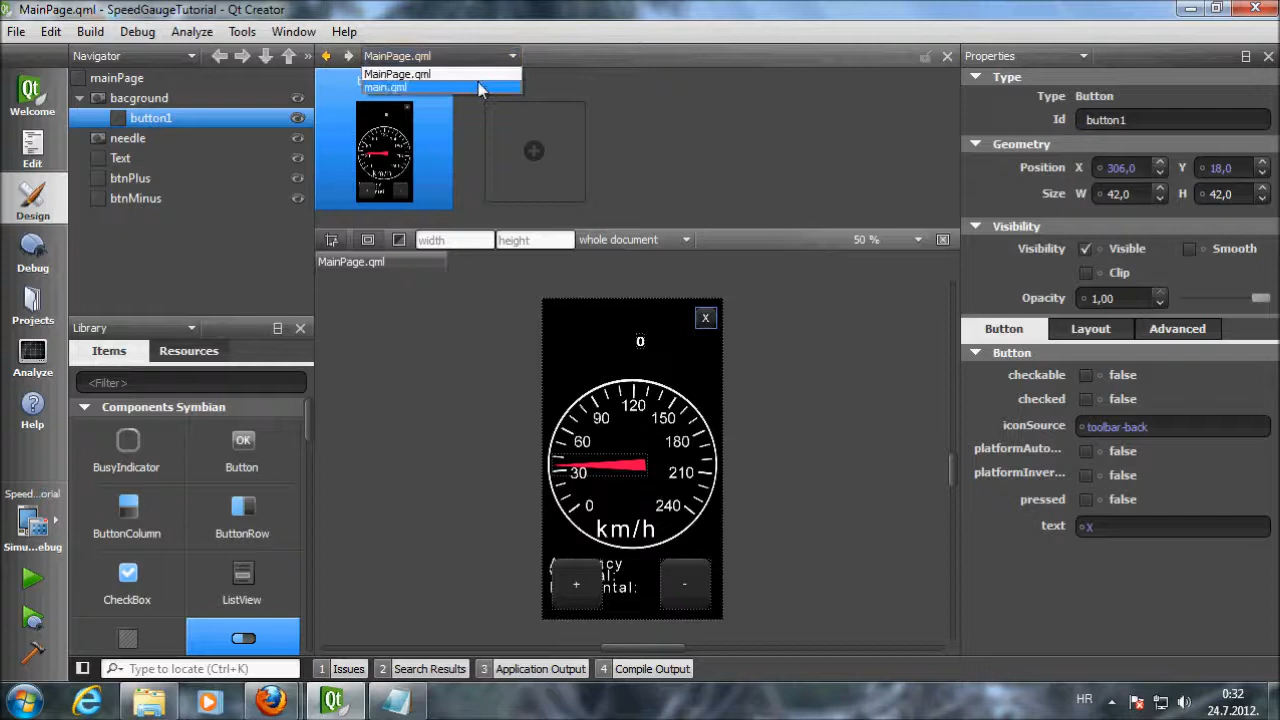 MainPage.qml - SpeedGaugeTutorial - Qt Creator
File Edit Build Debug Analyze Tools Window Help
Navigator
MainPage.qml
Properties
MainPage.qml
main.qml
mainPage
bacground
button1
needle
Text
btnPlus
btnMinus
Qt
Welcome
Edit
Design
Debug
Projects
Analyze
Help
Speed...orial
Simu...ebug
Type
Type Button
Id button1
Geometry
Position X 306,0 Y 18,0
Size W 42,0 H 42,0
Visibility
Visibility Visible Smooth
Clip
Opacity 1,00
Button Layout Advanced
Button
checkable false
checked false
iconSource toolbar-back
platformAuto...
platformInver...
pressed false
text X
width height whole document 50 %
MainPage.qml
X
0
120
90 150
60 180
30 210
0 240
km/h
+ -
Library
Items Resources
<Filter>
Components Symbian
OK
BusyIndicator Button
ButtonColumn ButtonRow
CheckBox ListView
Type to locate (Ctrl+K)
1 Issues 2 Search Results 3 Application Output 4 Compile Output
Qt
HR
0:32
24.7.2012.